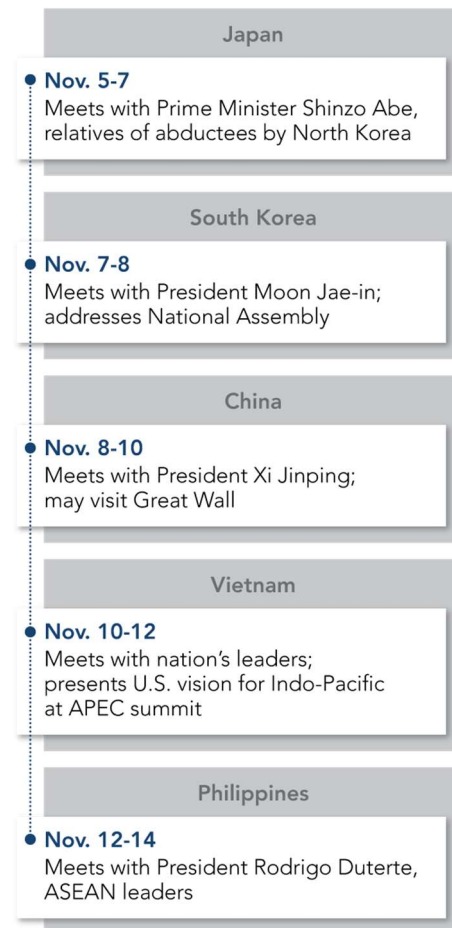 Japan
Nov. 5-7
Meets with Prime Minister Shinzo Abe,
relatives of abductees by North Korea
South Korea
Nov. 7-8
Meets with President Moon Jae-in;
addresses National Assembly
China
Nov. 8-10
Meets with President Xi Jinping;
may visit Great Wall
Vietnam
Nov. 10-12
Meets with nation's leaders;
presents U.S. vision for Indo-Pacific
at APEC summit
Philippines
Nov. 12-14
Meets with President Rodrigo Duterte,
ASEAN leaders